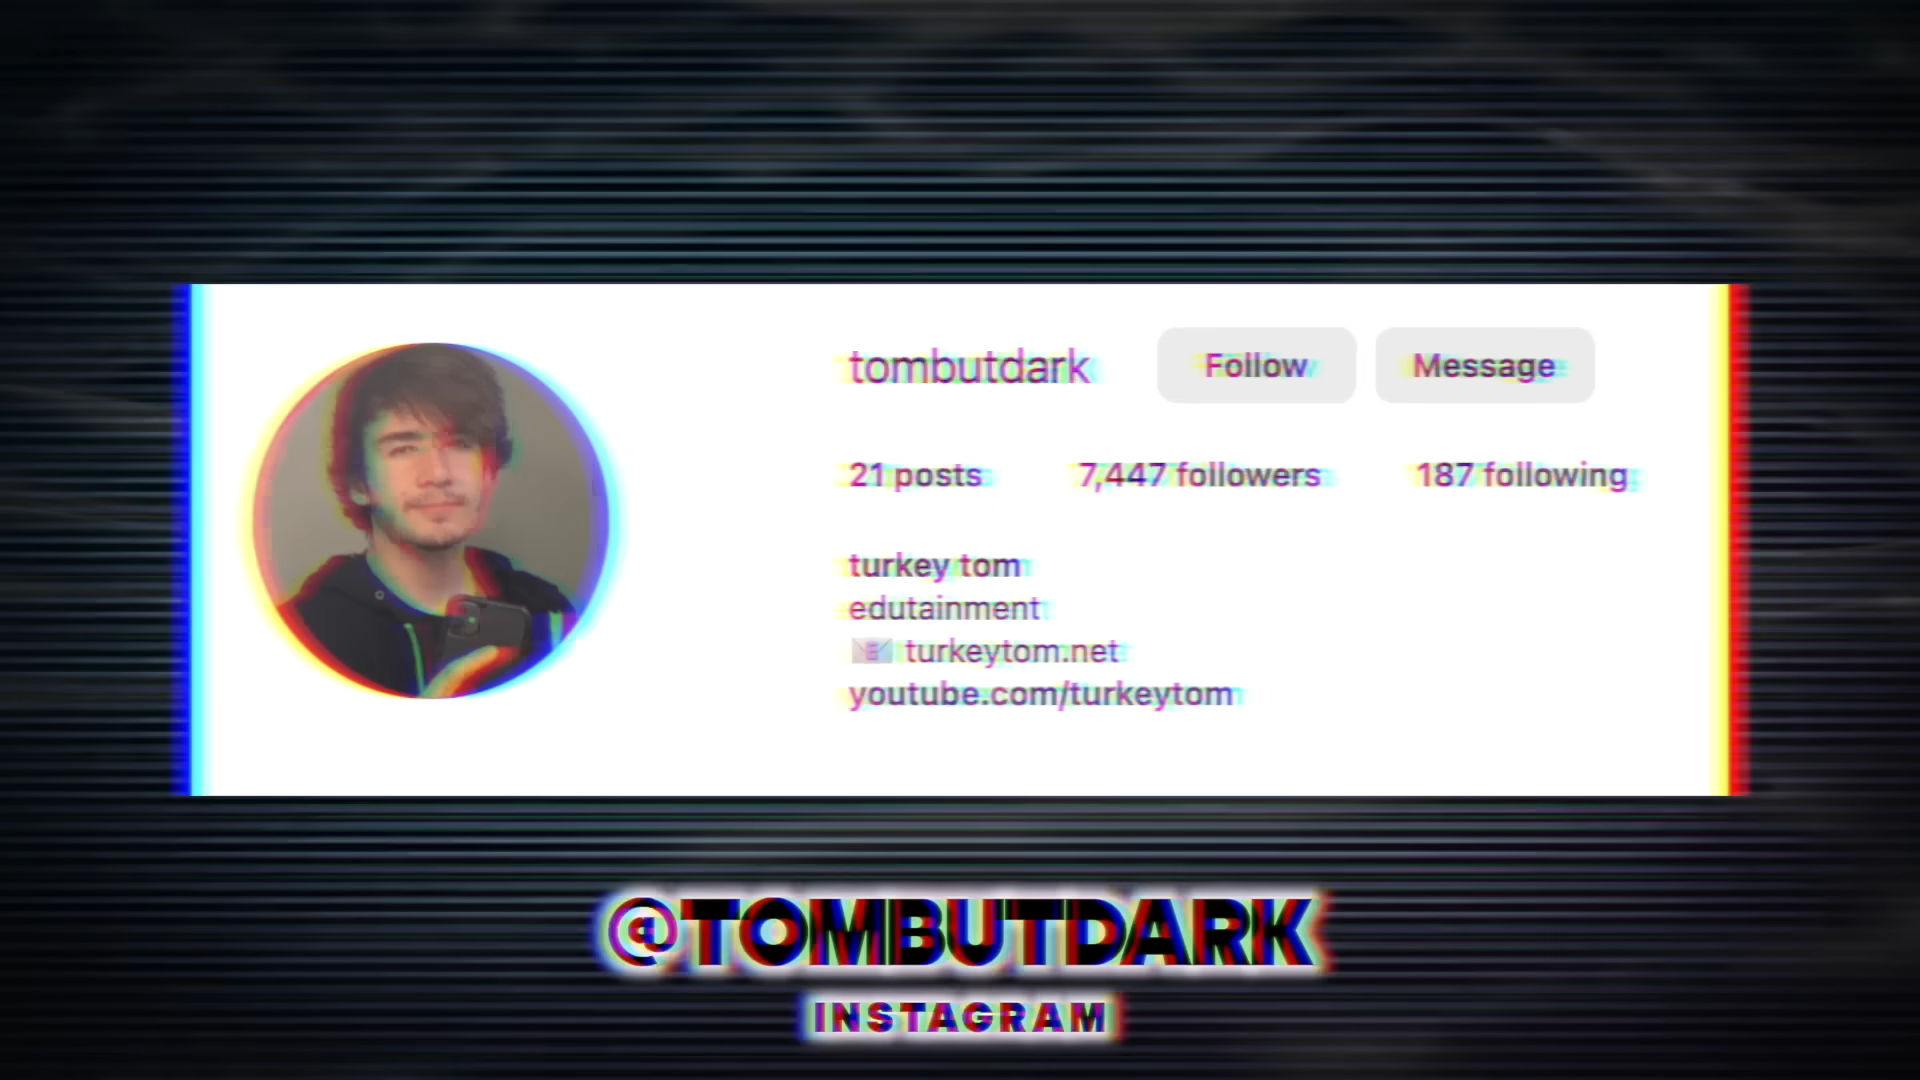 tombutdark Follow Message
21 posts 7,447 followers 187 following
turkey tom
edutainment
turkeytom.net
youtube.com/turkeytom
@TOMBUTDARK
INSTAGRAM